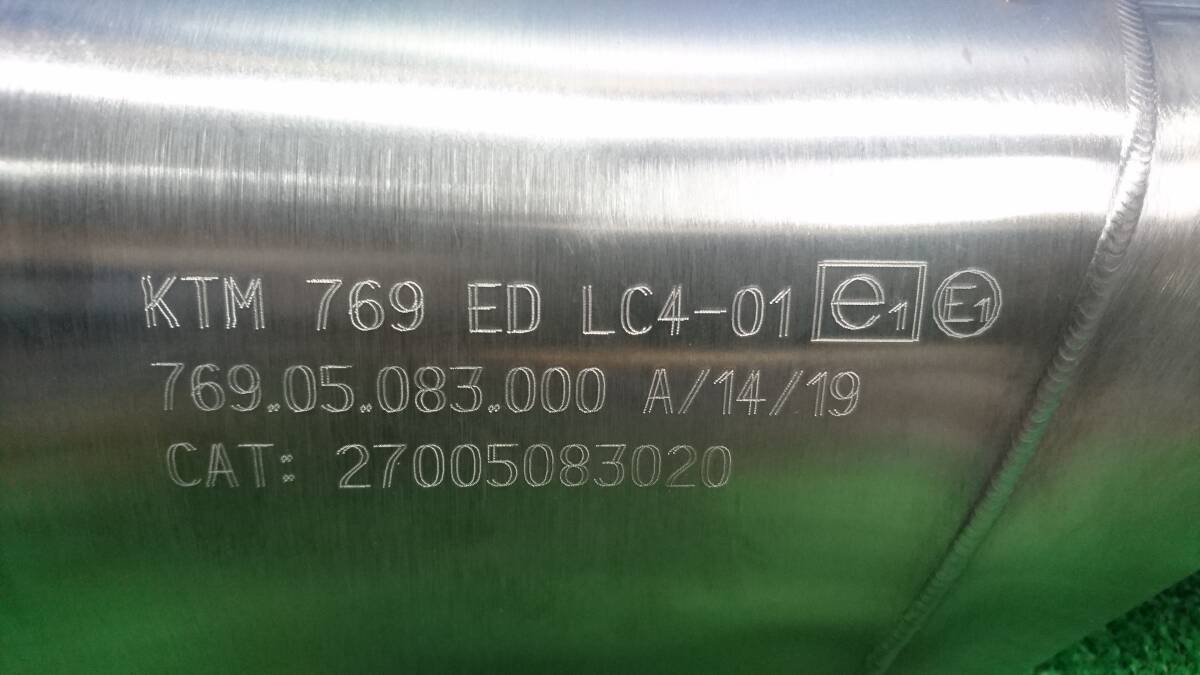 KTM 769 ED LC4-01 e1 E1
769.05.083.000 A/14/19
CAT: 27005083020